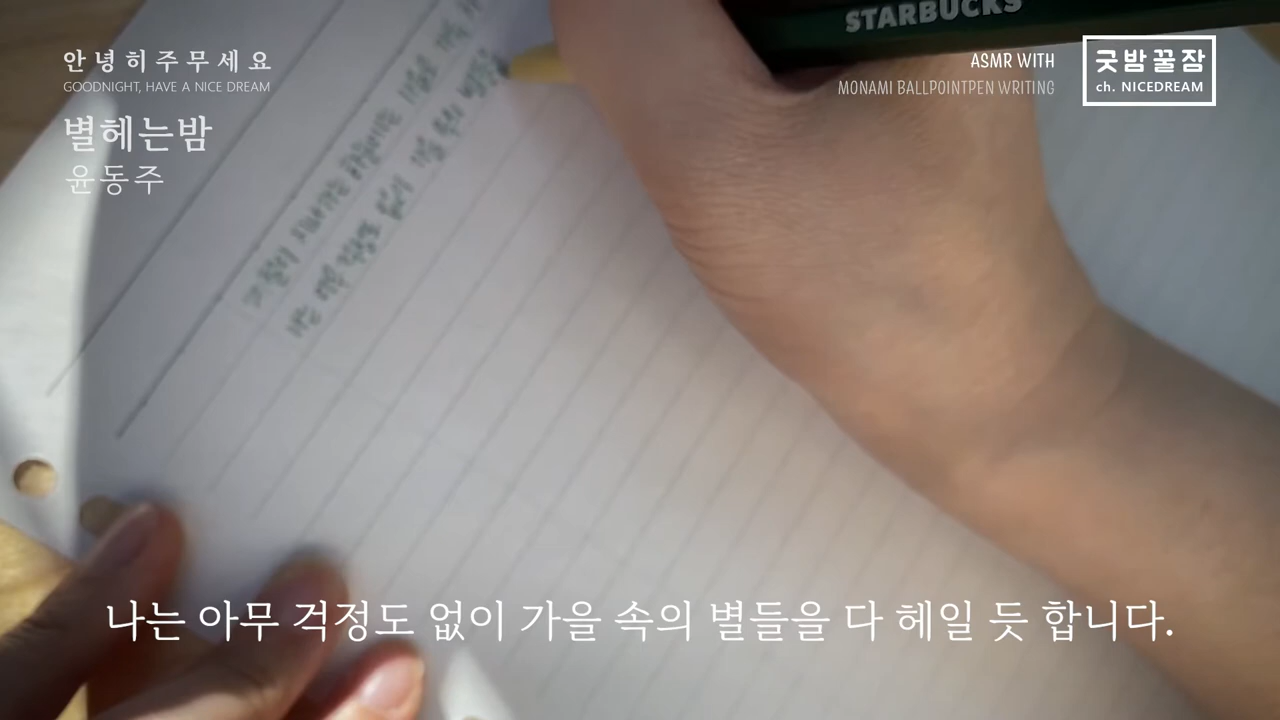 STARBUCKS
안녕히주무세요
GOODNIGHT, HAVE A NICE DREAM
별헤는밤
윤동주
ASMR WITH
MONAMI BALLPOINTPEN WRITING
굿밤꿀잠
ch. NICEDREAM
나는 아무 걱정도 없이 가을 속의 별들을 다 헤일 듯 합니다.